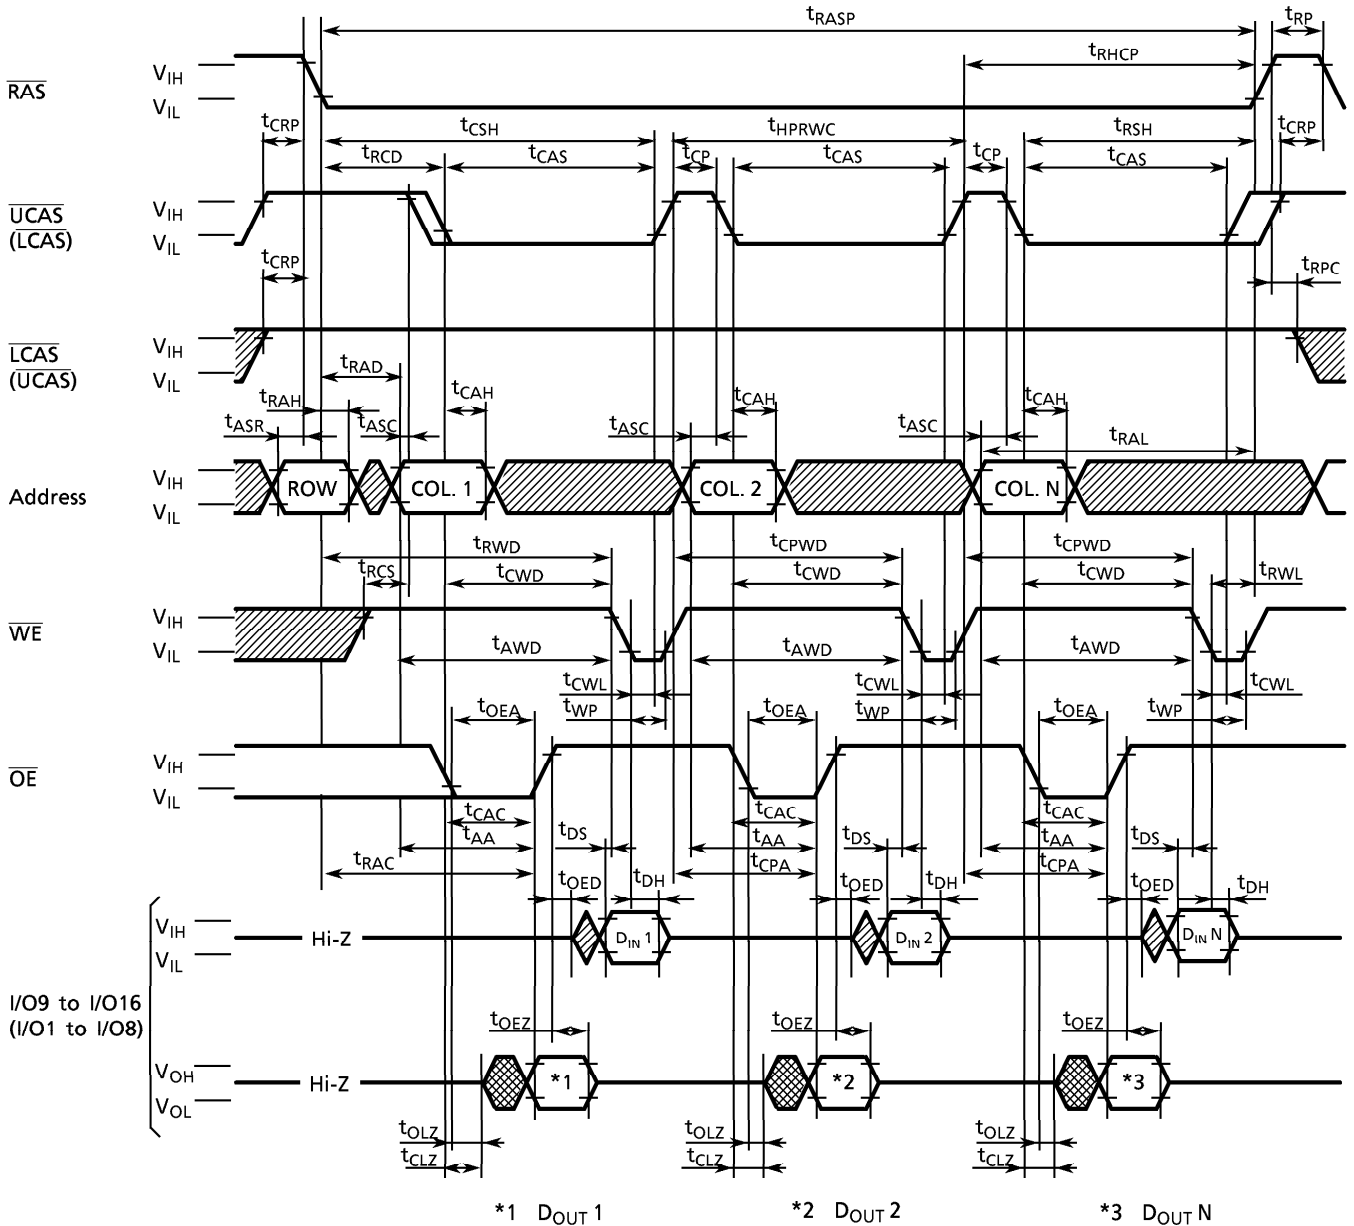 tRASP tRP
tRHCP
RAS VIH
VIL
tCRP tCSH tHPRWC tRSH tCRP
tRCD tCAS tCP tCAS tCP tCAS
UCAS VIH
(LCAS) VIL
tCRP tRPC
LCAS VIH
(UCAS) VIL
tRAD
tRAH tCAH tCAH tCAH
tASR tASC tASC tASC tRAL
Address VIH ROW COL. 1 COL. 2 COL. N
VIL
tRWD tCPWD tCPWD
tRCS tCWD tCWD tCWD tRWL
WE VIH
VIL
tAWD tAWD tAWD
tCWL tCWL tCWL
tOEA tWP tOEA tWP tOEA tWP
OE VIH
VIL
tCAC tCAC tCAC
tAA tDS tAA tDS tAA tDS
tRAC tCPA tCPA
tOED tDH tOED tDH tOED tDH
VIH Hi-Z DIN 1 DIN 2 DIN N
VIL
I/O9 to I/O16
(I/O1 to I/O8)
tOEZ tOEZ tOEZ
VOH Hi-Z *1 *2 *3
VOL
tOLZ tOLZ tOLZ
tCLZ tCLZ tCLZ
*1 DOUT 1 *2 DOUT 2 *3 DOUT N